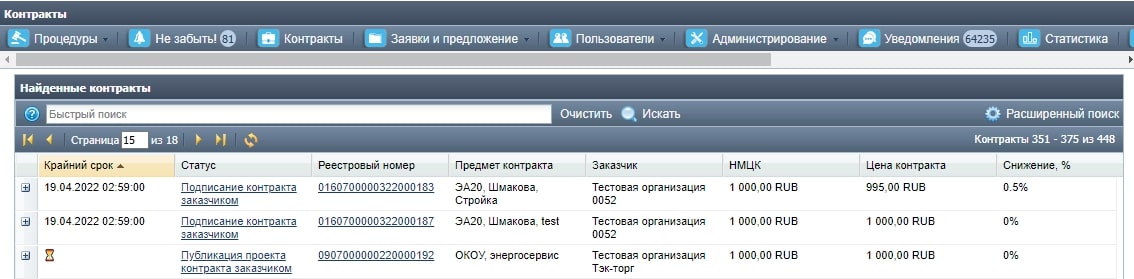 Контракты
Процедуры Не забыть! 81 Контракты Заявки и предложение Пользователи Администрирование Уведомления 64235 Статистика
Найденные контракты
Быстрый поиск Очистить Искать Расширенный поиск
Страница 15 из 18 Контракты 351 - 375 из 448
Крайний срок Статус Реестровый номер Предмет контракта Заказчик НМЦК Цена контракта Снижение, %
19.04.2022 02:59:00 Подписание контракта 0160700000322000183 ЭА20, Шмакова, Тестовая организация 1 000,00 RUB 995,00 RUB 0.5%
заказчиком Стройка 0052
19.04.2022 02:59:00 Подписание контракта 0160700000322000187 ЭА20, Шмакова, test Тестовая организация 1 000,00 RUB 1 000,00 RUB 0%
заказчиком 0052
Публикация проекта 0907000000220000192 ОКОУ, энергосервис Тестовая организация 1 000,00 RUB 1 000,00 RUB 0%
контракта заказчиком Тэк-торг